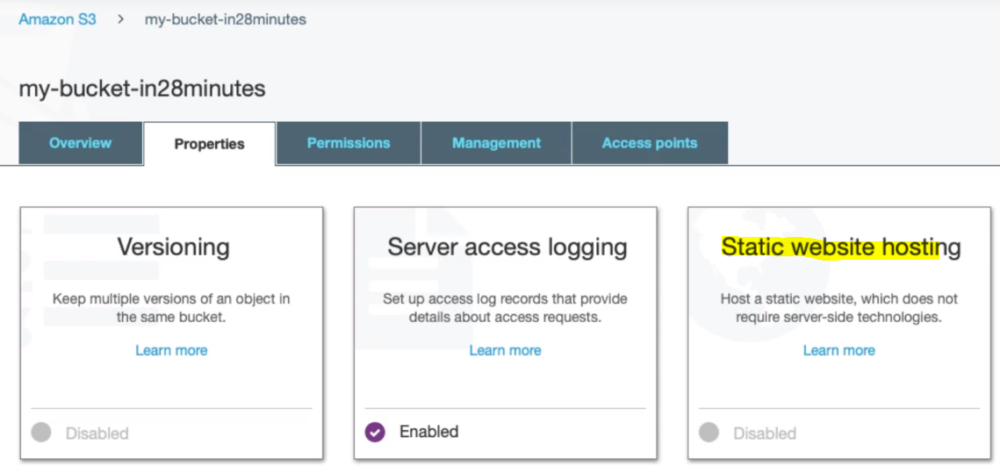 Amazon S3 > my-bucket-in28minutes
my-bucket-in28minutes
Overview Properties Permissions Management Access points
Versioning
Keep multiple versions of an object in
the same bucket.
Learn more
Disabled
Server access logging
Set up access log records that provide
details about access requests.
Learn more
Enabled
Static website hosting
Host a static website, which does not
require server-side technologies.
Learn more
Disabled